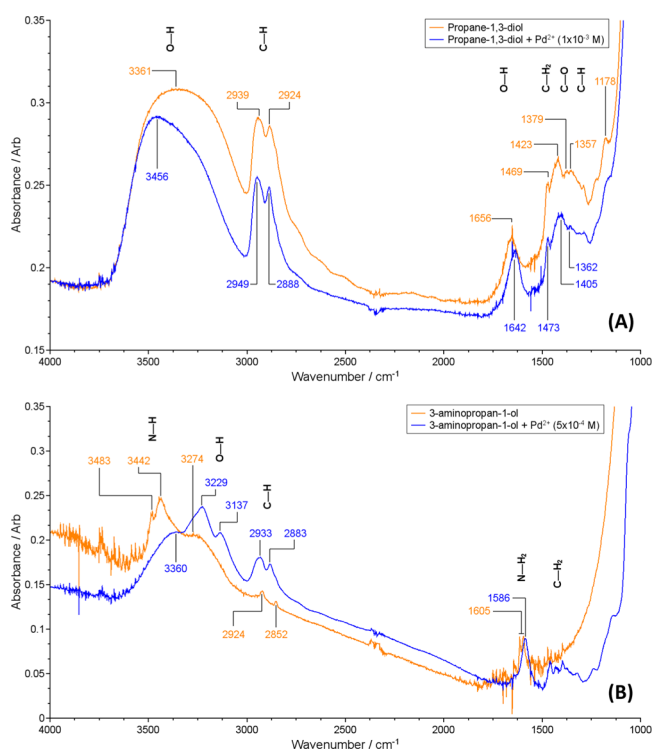 O—H
C—H
O—H
C—H₂
C—O
C—H
Propane-1,3-diol
Propane-1,3-diol + Pd²⁺ (1x10⁻³ M)
3361
2939
2924
1379
1178
1423
1357
1469
1656
3456
2949
2888
1362
1405
1642
1473
0.35
0.3
0.25
0.2
0.15
Absorbance / Arb
4000
3500
3000
2500
2000
1500
1000
Wavenumber / cm⁻¹
(A)
N—H
O—H
C—H
N—H₂
C—H₂
3-aminopropan-1-ol
3-aminopropan-1-ol + Pd²⁺ (5x10⁻⁴ M)
3483
3442
3274
3229
3137
2933
2883
3360
2924
2852
1586
1605
0.35
0.3
0.25
0.2
0.15
0.1
0.05
0
Absorbance / Arb
4000
3500
3000
2500
2000
1500
1000
Wavenumber / cm⁻¹
(B)